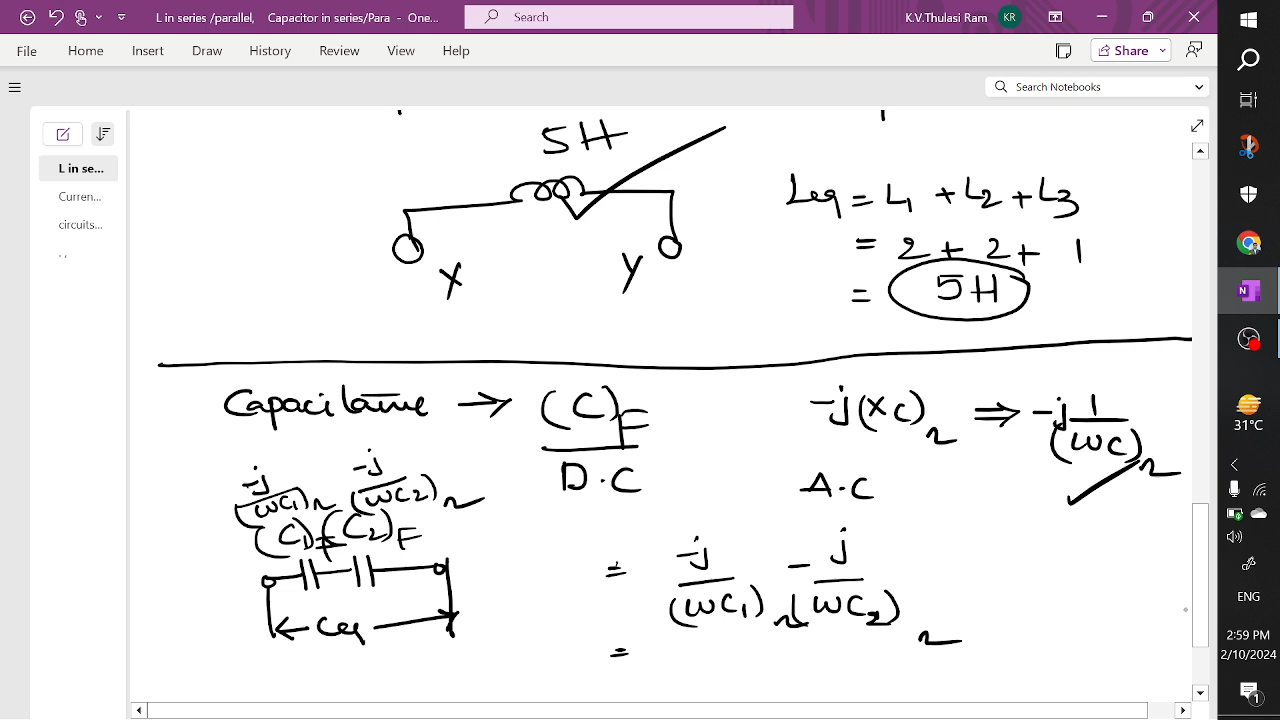 L in series /parallel, Capacitor in series/Para - One...
Search
K.V.Thulasi Ram
KR
File Home Insert Draw History Review View Help
Share
Search Notebooks
L in se...
Curren...
circuits...
. ,
5H
X Y
Leq = L1 + L2 + L3
= 2 + 2 + 1
= 5H
Capacitance → (C)F
D.C
-j(XC)Ω ⇒ -j 1/(ωC)Ω
A.C
-j/(ωC1)Ω -j/(ωC2)Ω
(C1)F (C2)F
← Ceq →
= -j/(ωC1)Ω - j/(ωC2)Ω
=
31°C
ENG
2:59 PM
2/10/2024
1